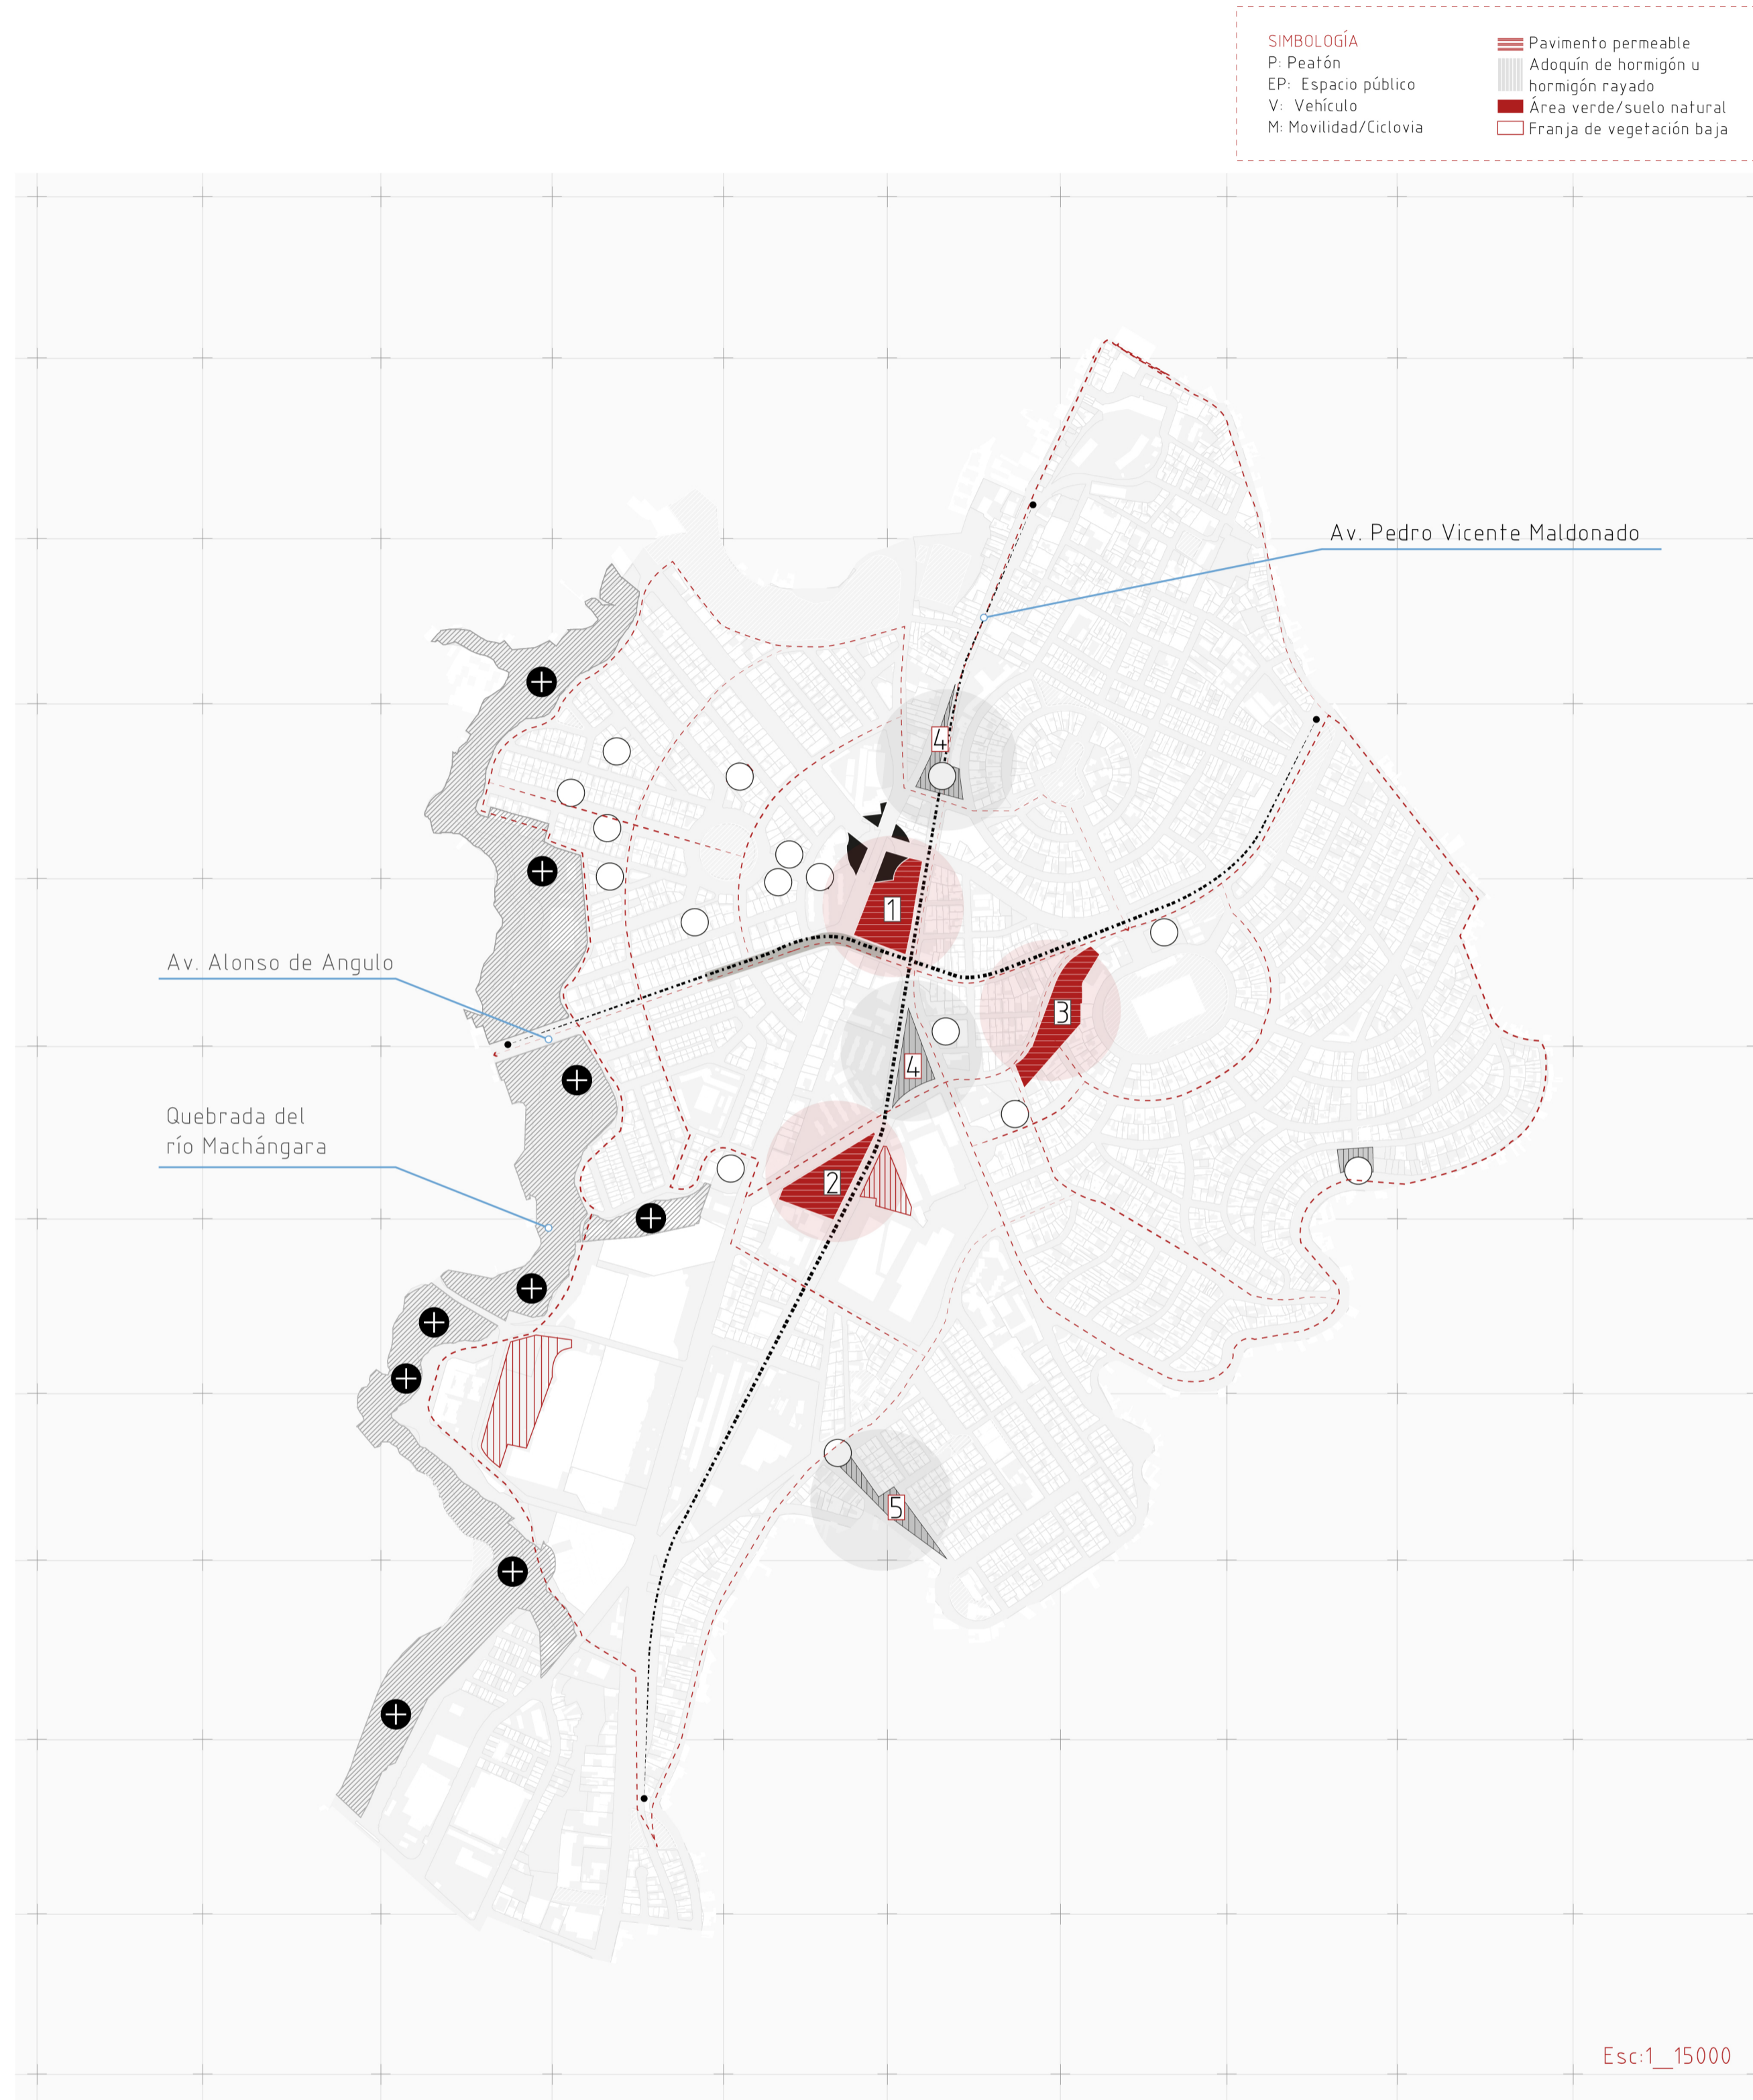 SIMBOLOGÍA
P: Peatón
EP: Espacio público
V: Vehículo
M: Movilidad/Ciclovia
Pavimento permeable
Adoquín de hormigón u
hormigón rayado
Área verde/suelo natural
Franja de vegetación baja
Av. Pedro Vicente Maldonado
4
1
Av. Alonso de Angulo
3
4
Quebrada del
río Machángara
2
5
Esc:1_15000